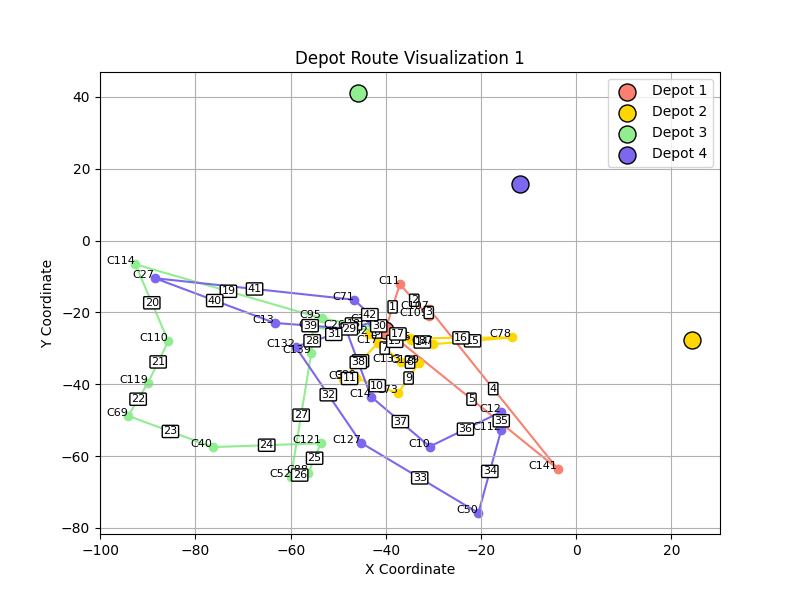 Depot Route Visualization 1
Depot 1
Depot 2
Depot 3
Depot 4
Y Coordinate
40
20
0
−20
−40
−60
−80
−100
−80
−60
−40
−20
0
20
X Coordinate
C114
C27
C11
C71
C107
C95
C13
C78
C110
C132
C139
C119
C73
C14
C12
C69
C40
C121
C127
C10
C141
C52
C50
1
2
3
4
5
7
9
10
11
15
16
17
19
20
21
22
23
24
25
26
27
28
29
30
31
32
33
34
35
36
37
38
39
40
41
42